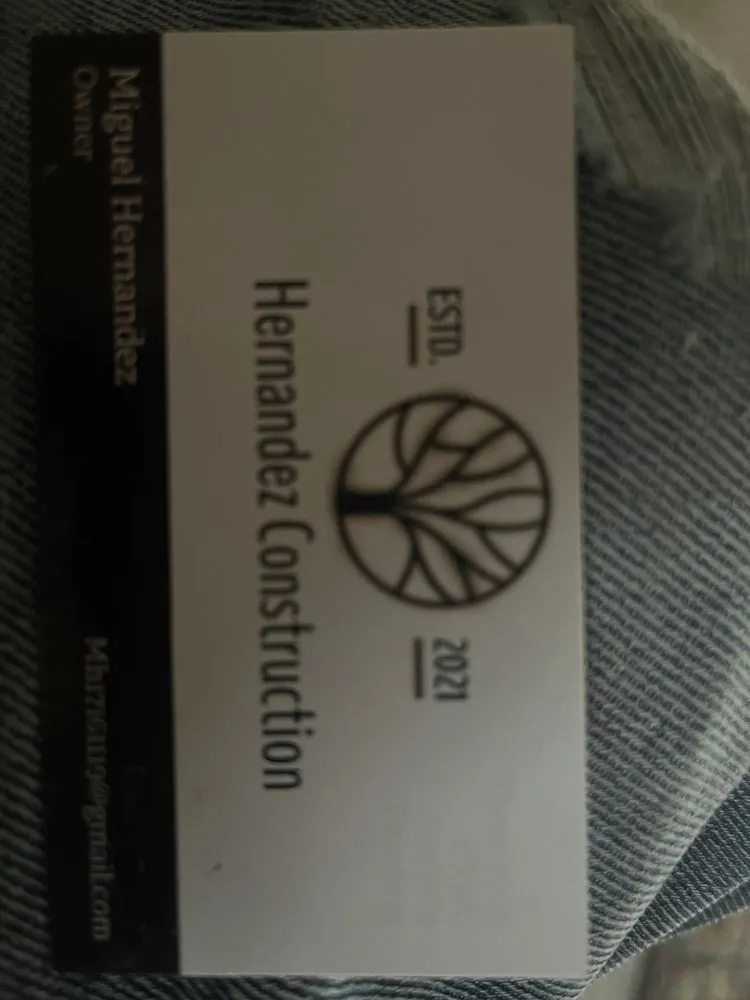 ESTD.
2021
Hernandez Construction
Miguel Hernandez
Owner